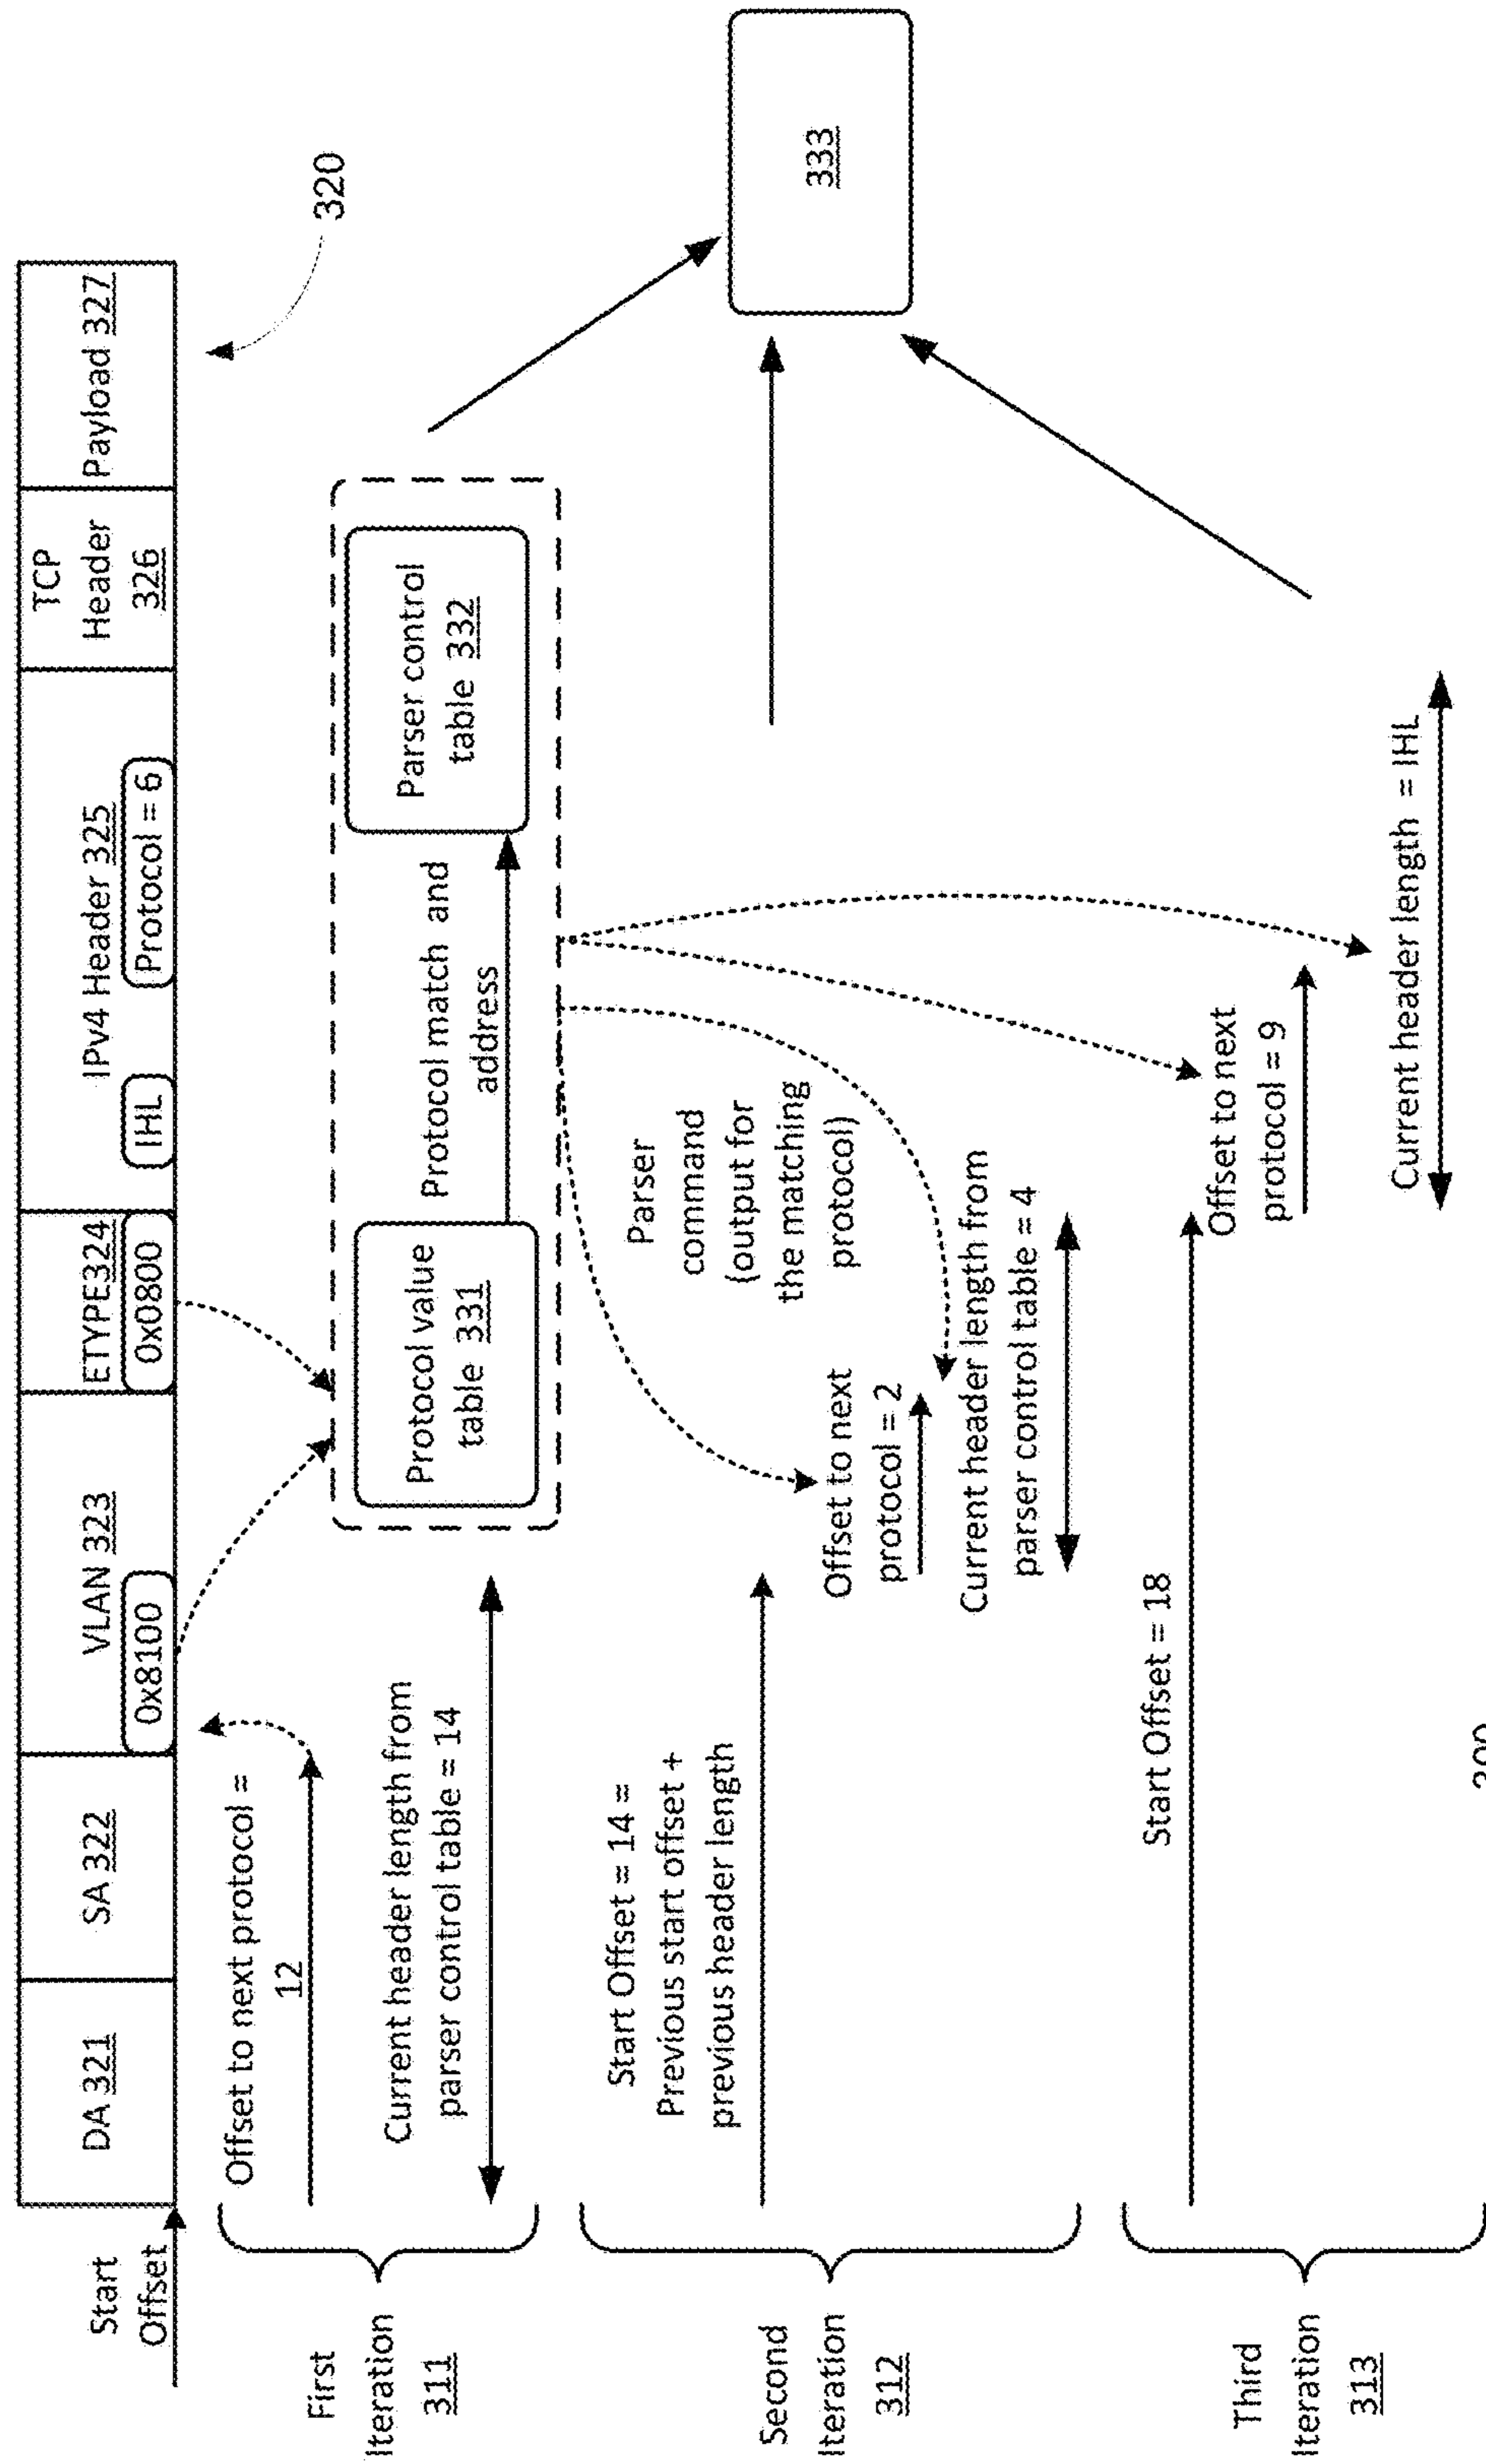 Start
Offset
DA 321
SA 322
VLAN 323
0x8100
ETYPE324
0x0800
IPv4 Header 325
IHL
Protocol = 6
TCP
Header
326
Payload 327
320
First
Iteration
311
Offset to next protocol =
12
Current header length from
parser control table = 14
Protocol value
table 331
Protocol match and
address
Parser control
table 332
333
Second
Iteration
312
Start Offset = 14 =
Previous start offset +
previous header length
Parser
command
(output for
the matching
protocol)
Offset to next
protocol = 2
Current header length from
parser control table = 4
Third
Iteration
313
Start Offset = 18
Offset to next
protocol = 9
Current header length = IHL